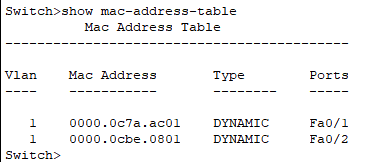 Switch>show mac-address-table
          Mac Address Table
-------------------------------------------

Vlan    Mac Address       Type        Ports
----    -----------       --------    -----

   1    0000.0c7a.ac01    DYNAMIC     Fa0/1
   1    0000.0cbe.0801    DYNAMIC     Fa0/2
Switch>